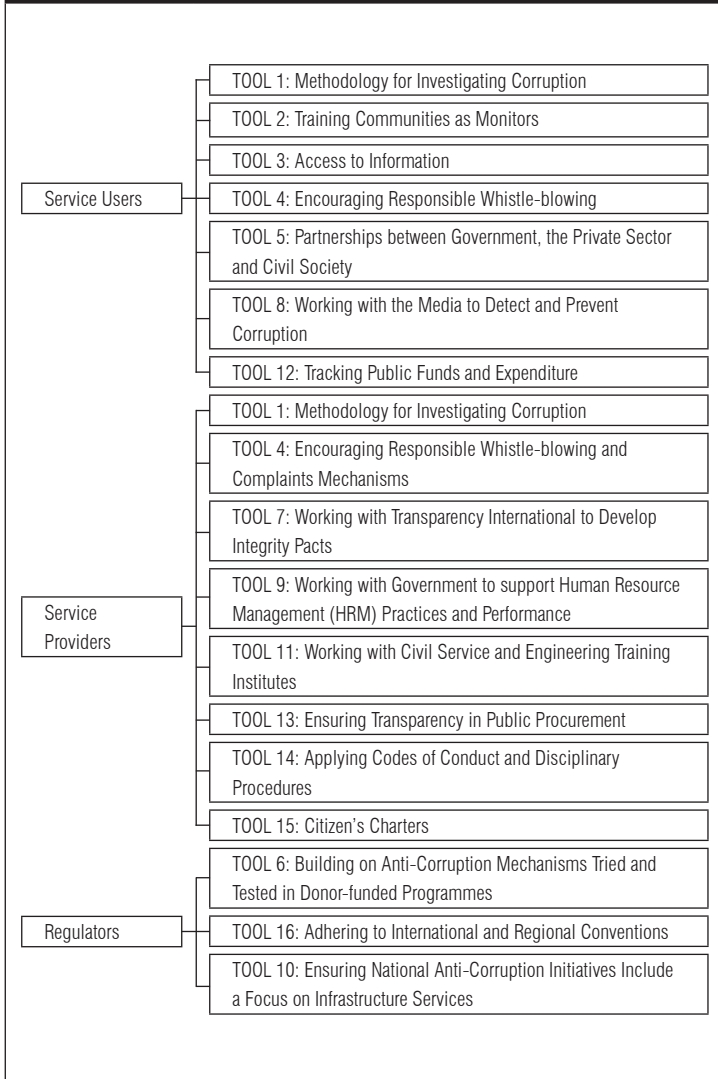 Service Users
TOOL 1: Methodology for Investigating Corruption
TOOL 2: Training Communities as Monitors
TOOL 3: Access to Information
TOOL 4: Encouraging Responsible Whistle-blowing
TOOL 5: Partnerships between Government, the Private Sector
and Civil Society
TOOL 8: Working with the Media to Detect and Prevent
Corruption
TOOL 12: Tracking Public Funds and Expenditure
Service
Providers
TOOL 1: Methodology for Investigating Corruption
TOOL 4: Encouraging Responsible Whistle-blowing and
Complaints Mechanisms
TOOL 7: Working with Transparency International to Develop
Integrity Pacts
TOOL 9: Working with Government to support Human Resource
Management (HRM) Practices and Performance
TOOL 11: Working with Civil Service and Engineering Training
Institutes
TOOL 13: Ensuring Transparency in Public Procurement
TOOL 14: Applying Codes of Conduct and Disciplinary
Procedures
TOOL 15: Citizen’s Charters
Regulators
TOOL 6: Building on Anti-Corruption Mechanisms Tried and
Tested in Donor-funded Programmes
TOOL 16: Adhering to International and Regional Conventions
TOOL 10: Ensuring National Anti-Corruption Initiatives Include
a Focus on Infrastructure Services